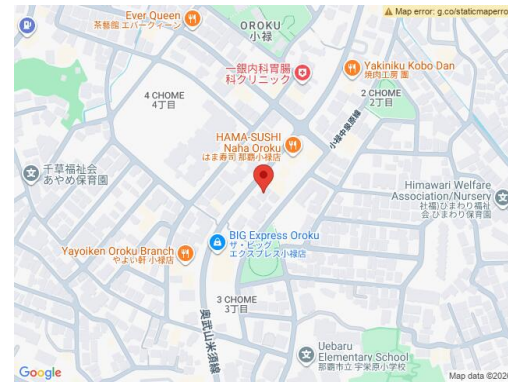 Map error: g.co/staticmaperro
Ever Queen
茶藝館 エバークィーン
OROKU
小禄
一銀内科胃腸
科クリニック
Yakiniku Kobo Dan
焼肉工房 團
4 CHOME
4丁目
2 CHOME
2丁目
小禄中央原線
HAMA-SUSHI
Naha Oroku
はま寿司 那覇小禄店
千草福祉会
あやめ保育園
Himawari Welfare
Association/Nursery
社福)ひまわり福祉
会 ひまわり保育園
BIG Express Oroku
ザ・ビッグ
エクスプレス小禄店
Yayoiken Oroku Branch
やよい軒 小禄店
3 CHOME
3丁目
奥武山米須線
Uebaru
Elementary School
那覇市立宇栄原小学校
Google
Map data ©202